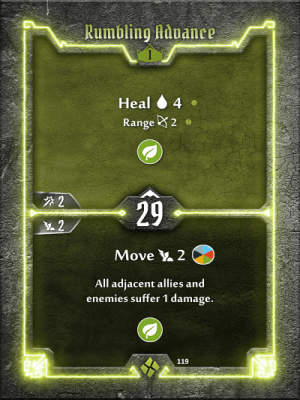 Rumbling Advance
1
Heal 4
Range 2
2
29
2
Move 2
All adjacent allies and
enemies suffer 1 damage.
119